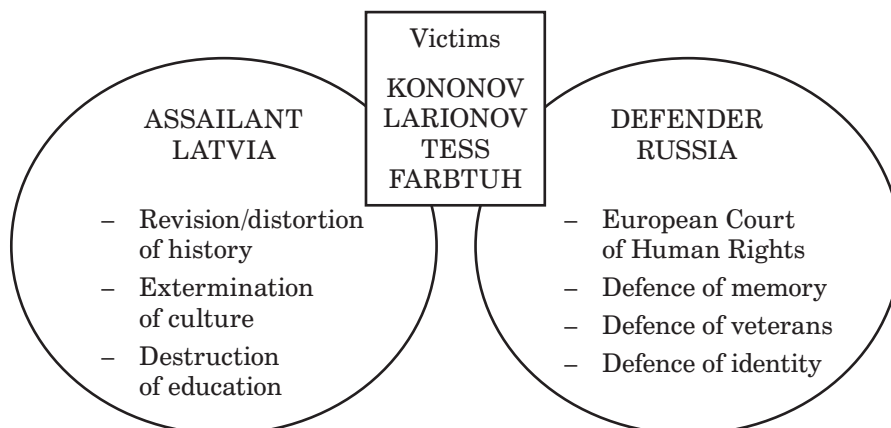 Victims
KONONOV
LARIONOV
TESS
FARBTUH
ASSAILANT
LATVIA
– Revision/distortion
of history
– Extermination
of culture
– Destruction
of education
DEFENDER
RUSSIA
– European Court
of Human Rights
– Defence of memory
– Defence of veterans
– Defence of identity